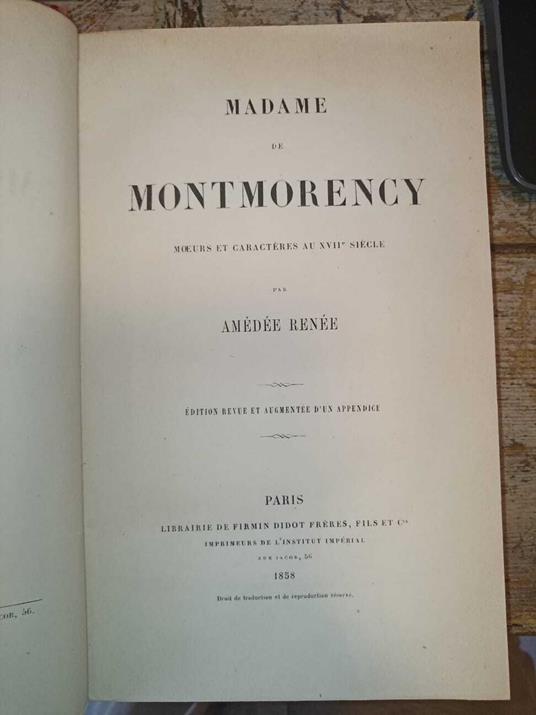 MADAME
DE
MONTMORENCY
MŒURS ET CARACTÈRES AU XVIIe SIÈCLE
PAR
AMÉDÉE RENÉE
ÉDITION REVUE ET AUGMENTÉE D'UN APPENDICE
PARIS
LIBRAIRIE DE FIRMIN DIDOT FRÈRES, FILS ET Cie
IMPRIMEURS DE L'INSTITUT IMPÉRIAL
RUE JACOB, 56
1858
Droit de traduction et de reproduction réservé.
COB, 56.